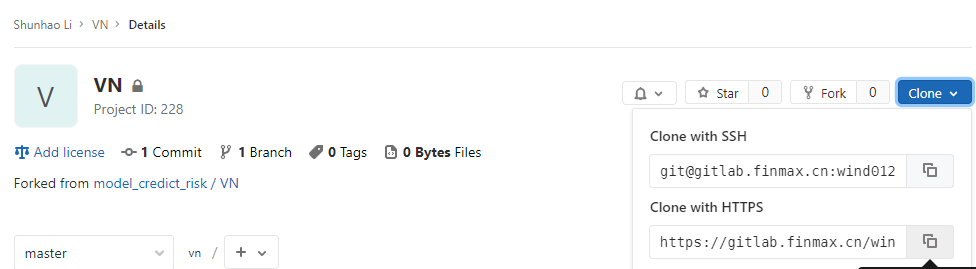 Shunhao Li > VN > Details
V
VN
Project ID: 228
Star 0
Fork 0
Clone
Add license
1 Commit
1 Branch
0 Tags
0 Bytes Files
Forked from model_credict_risk / VN
Clone with SSH
git@gitlab.finmax.cn:wind012
Clone with HTTPS
https://gitlab.finmax.cn/win
master
vn / +